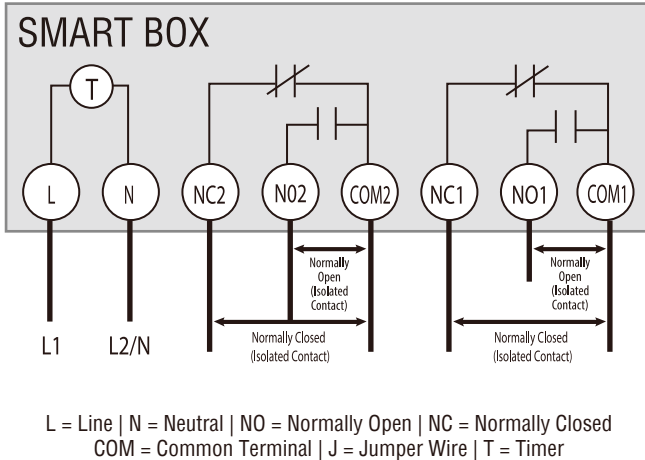 SMART BOX
T
L
N
NC2
N02
COM2
NC1
NO1
COM1
Normally
Open
(Isolated
Contact)
Normally
Open
(Isolated
Contact)
L1
L2/N
Normally Closed
(Isolated Contact)
Normally Closed
(Isolated Contact)
L = Line | N = Neutral | NO = Normally Open | NC = Normally Closed
COM = Common Terminal | J = Jumper Wire | T = Timer